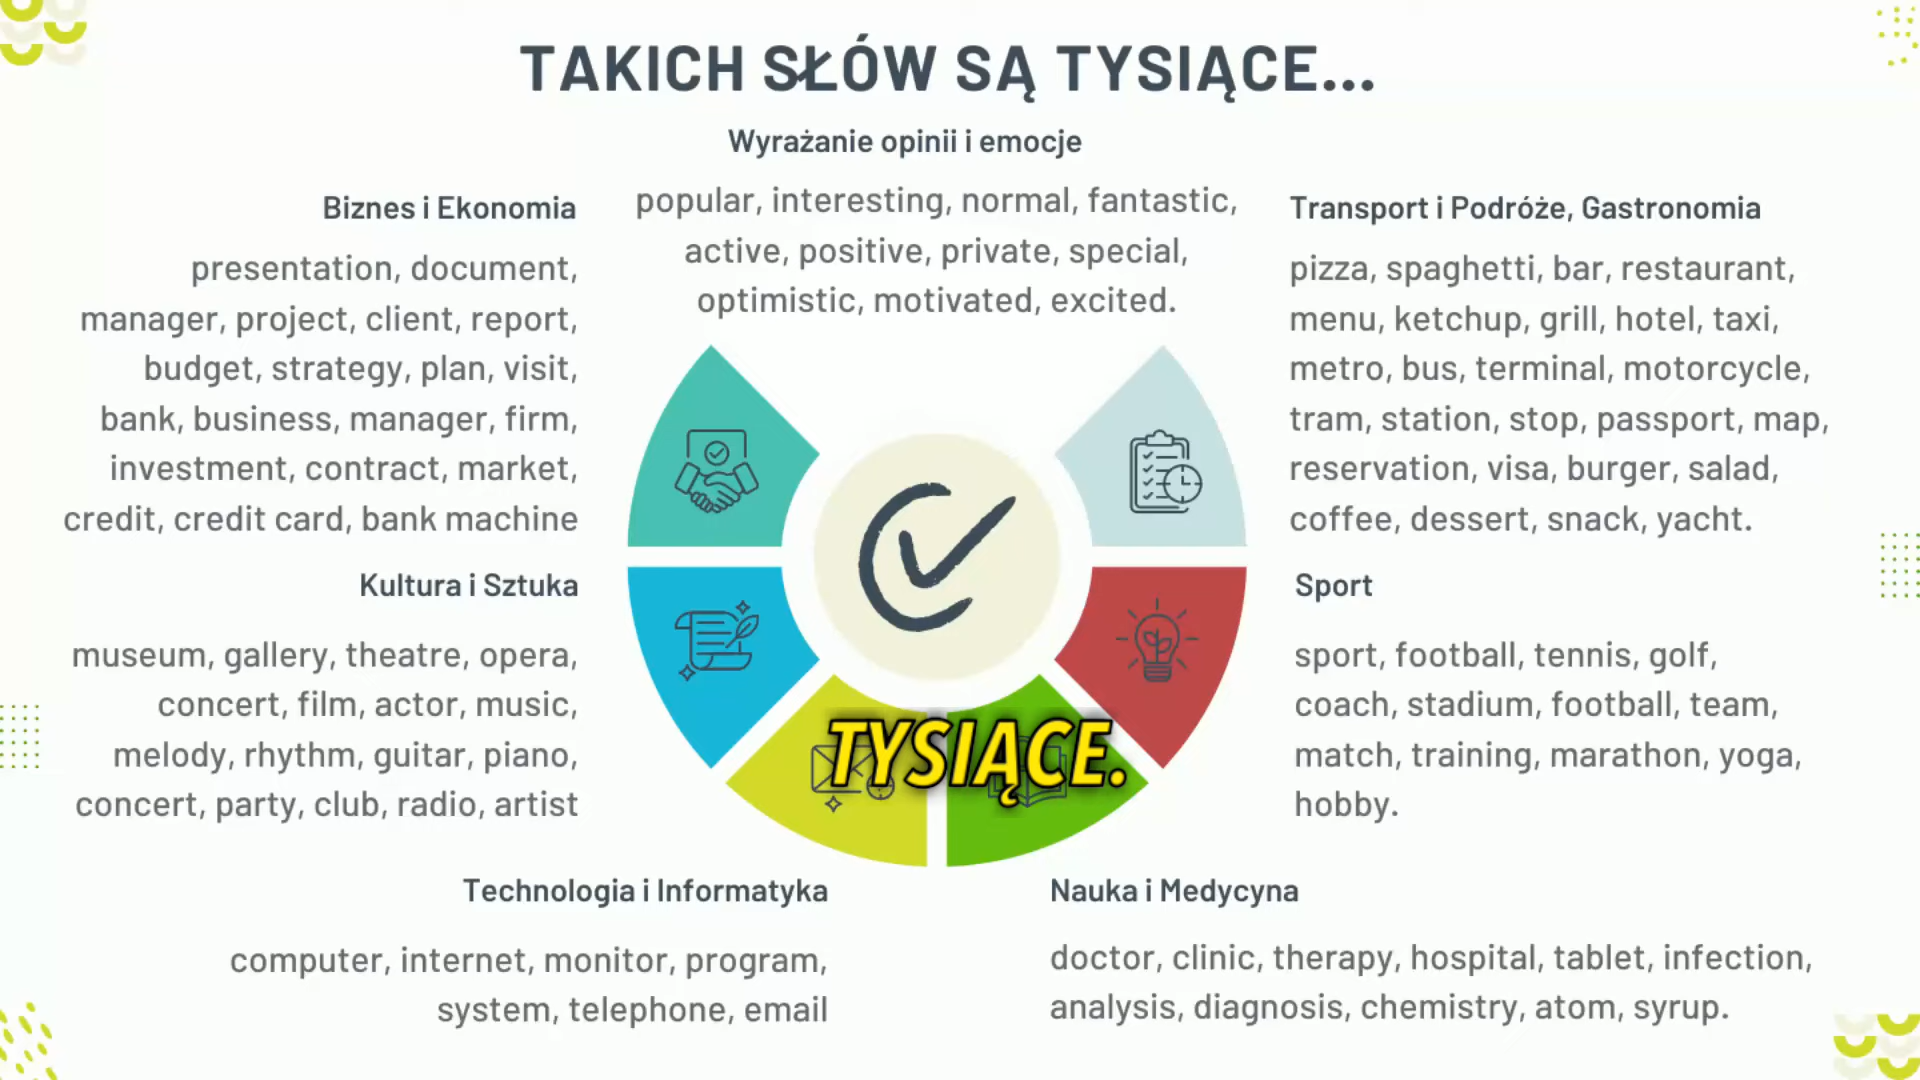 TAKICH SŁÓW SĄ TYSIĄCE...
Wyrażanie opinii i emocje
popular, interesting, normal, fantastic,
active, positive, private, special,
optimistic, motivated, excited.
Biznes i Ekonomia
presentation, document,
manager, project, client, report,
budget, strategy, plan, visit,
bank, business, manager, firm,
investment, contract, market,
credit, credit card, bank machine
Transport i Podróże, Gastronomia
pizza, spaghetti, bar, restaurant,
menu, ketchup, grill, hotel, taxi,
metro, bus, terminal, motorcycle,
tram, station, stop, passport, map,
reservation, visa, burger, salad,
coffee, dessert, snack, yacht.
Kultura i Sztuka
museum, gallery, theatre, opera,
concert, film, actor, music,
melody, rhythm, guitar, piano,
concert, party, club, radio, artist
Sport
sport, football, tennis, golf,
coach, stadium, football, team,
match, training, marathon, yoga,
hobby.
TYSIĄCE.
Technologia i Informatyka
computer, internet, monitor, program,
system, telephone, email
Nauka i Medycyna
doctor, clinic, therapy, hospital, tablet, infection,
analysis, diagnosis, chemistry, atom, syrup.